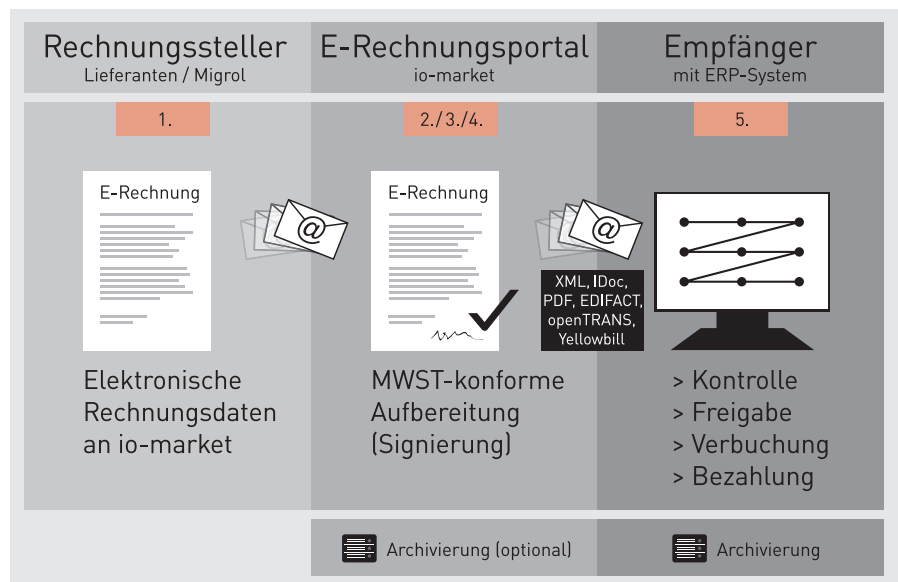 Rechnungssteller
Lieferanten / Migrol
E-Rechnungsportal
io-market
Empfänger
mit ERP-System
1.
2./3./4.
5.
E-Rechnung
@
E-Rechnung
@
XML, IDoc,
PDF, EDIFACT,
openTRANS,
Yellowbill
Elektronische
Rechnungsdaten
an io-market
MWST-konforme
Aufbereitung
(Signierung)
> Kontrolle
> Freigabe
> Verbuchung
> Bezahlung
Archivierung (optional)
Archivierung